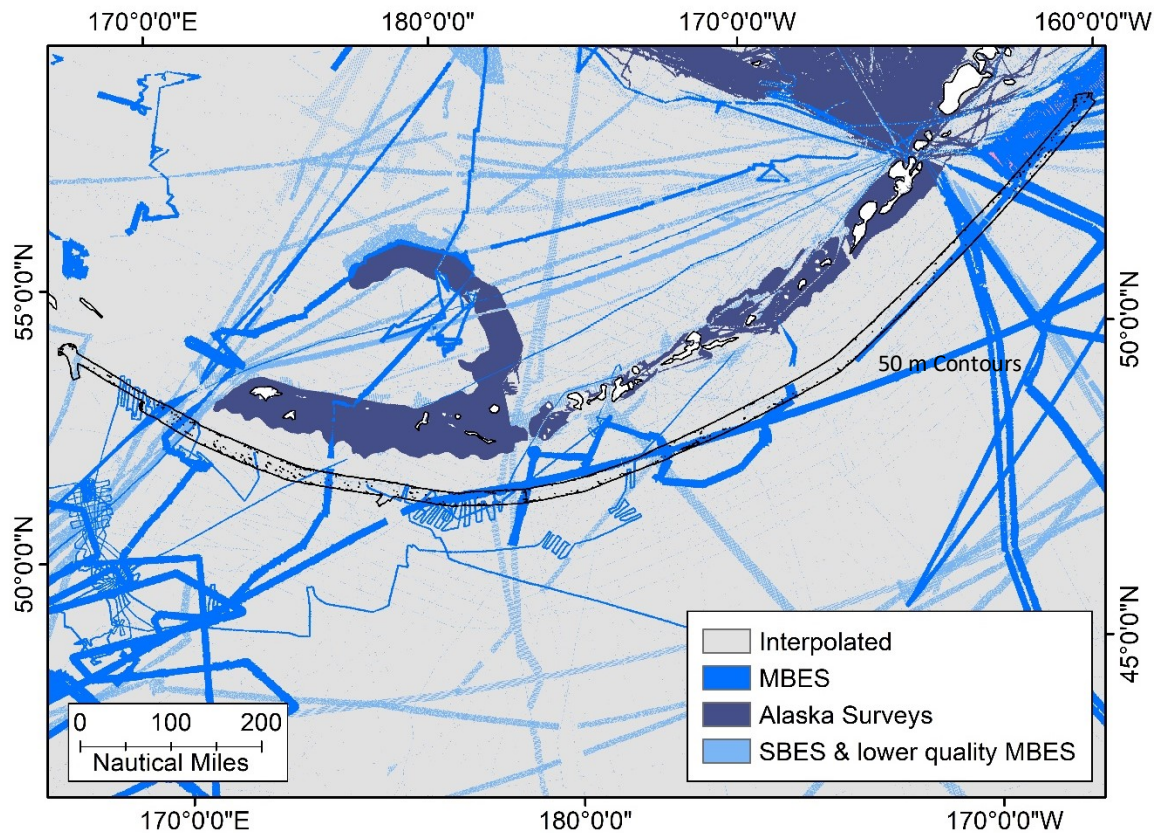 170°0'0"E 180°0'0" 170°0'0"W 160°0'0"W
55°0'0"N
50°0'0"N
50 m Contours
50°0'0"N
45°0'0"N
Interpolated
MBES
Alaska Surveys
SBES & lower quality MBES
0 100 200
Nautical Miles
170°0'0"E 180°0'0" 170°0'0"W